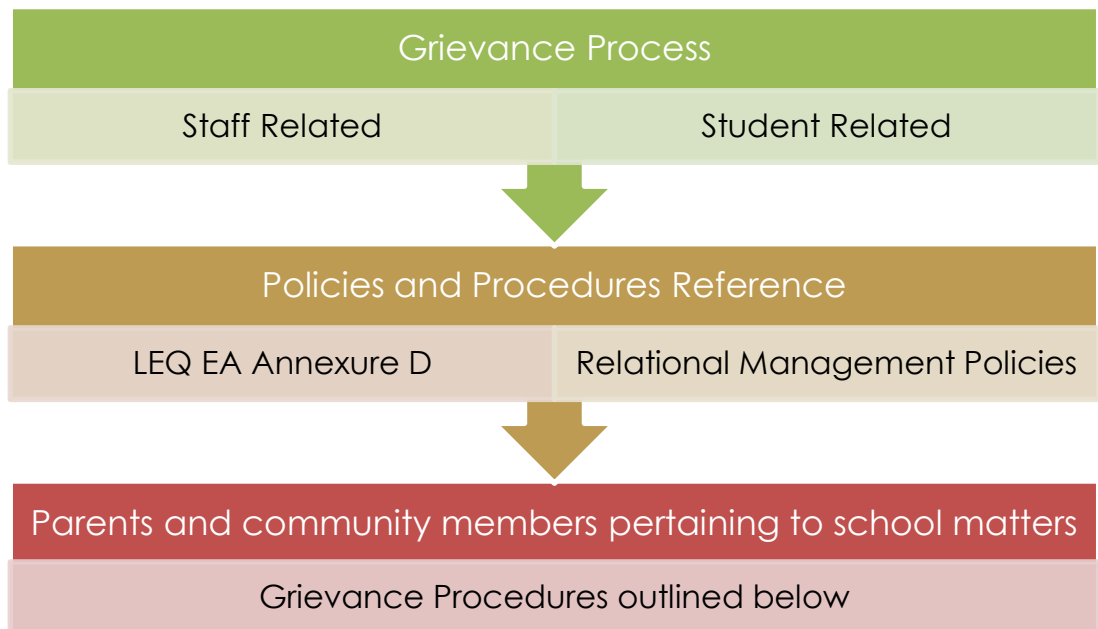 Grievance Process
Staff Related
Student Related
Policies and Procedures Reference
LEQ EA Annexure D
Relational Management Policies
Parents and community members pertaining to school matters
Grievance Procedures outlined below